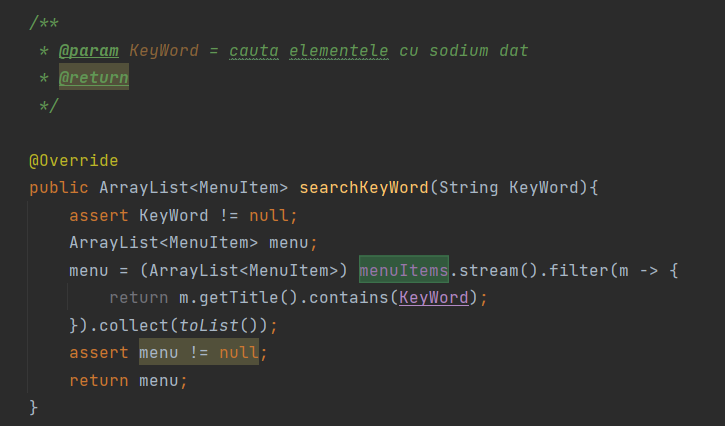 /**
 * @param KeyWord = cauta elementele cu sodium dat
 * @return
 */
@Override
public ArrayList<MenuItem> searchKeyWord(String KeyWord){
    assert KeyWord != null;
    ArrayList<MenuItem> menu;
    menu = (ArrayList<MenuItem>) menuItems.stream().filter(m -> {
        return m.getTitle().contains(KeyWord);
    }).collect(toList());
    assert menu != null;
    return menu;
}